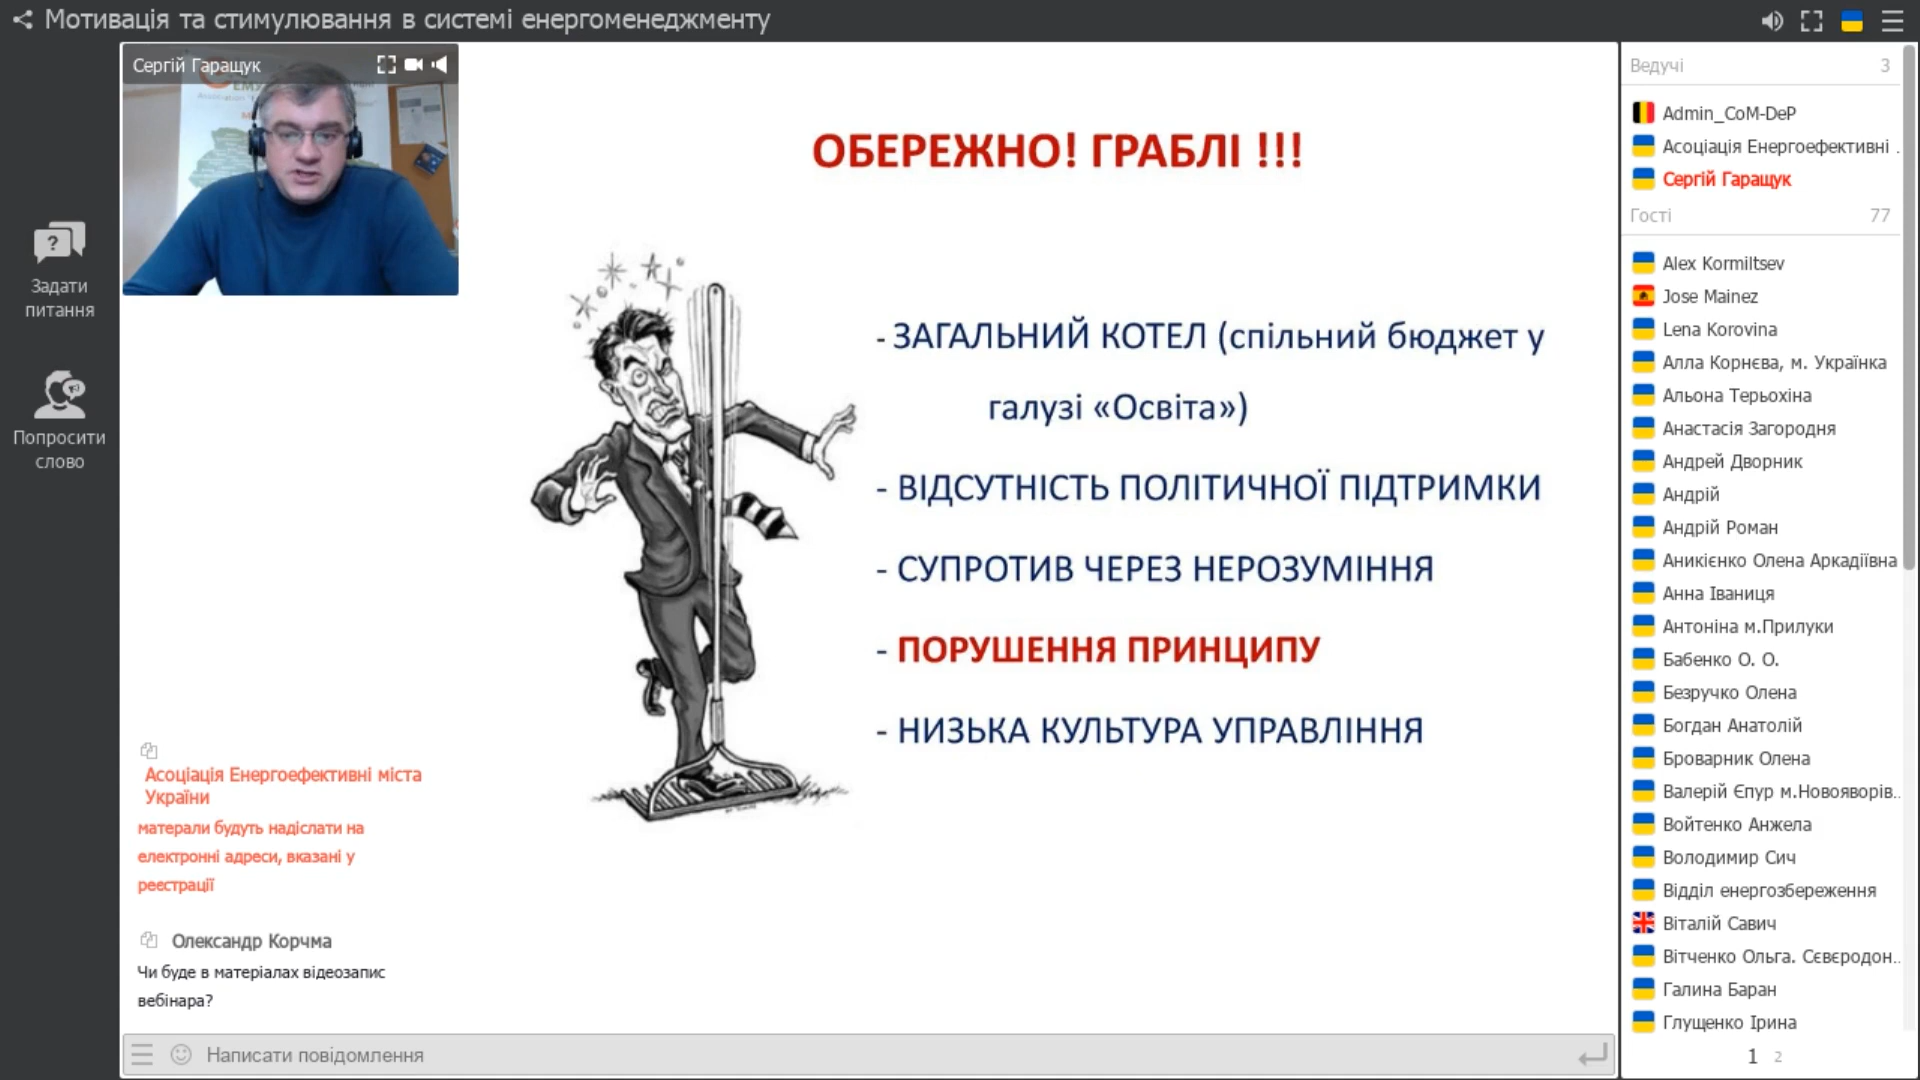 Мотивація та стимулювання в системі енергоменеджменту
Сергій Гаращук
Задати
питання
Попросити
слово
ОБЕРЕЖНО! ГРАБЛІ !!!
- ЗАГАЛЬНИЙ КОТЕЛ (спільний бюджет у
галузі «Освіта»)
- ВІДСУТНІСТЬ ПОЛІТИЧНОЇ ПІДТРИМКИ
- СУПРОТИВ ЧЕРЕЗ НЕРОЗУМІННЯ
- ПОРУШЕННЯ ПРИНЦИПУ
- НИЗЬКА КУЛЬТУРА УПРАВЛІННЯ
Асоціація Енергоефективні міста
України
матерали будуть надіслати на
електронні адреси, вказані у
реєстрації
Олександр Корчма
Чи буде в матеріалах відеозапис
вебінара?
Написати повідомлення
Ведучі 3
Admin_CoM-DeP
Асоціація Енергоефективні .
Сергій Гаращук
Гості 77
Alex Kormiltsev
Jose Mainez
Lena Korovina
Алла Корнєва, м. Українка
Альона Терьохіна
Анастасія Загородня
Андрей Дворник
Андрій
Андрій Роман
Аникієнко Олена Аркадіївна
Анна Іваниця
Антоніна м.Прилуки
Бабенко О. О.
Безручко Олена
Богдан Анатолій
Броварник Олена
Валерій Єпур м.Новояворів..
Войтенко Анжела
Володимир Сич
Відділ енергозбереження
Віталій Савич
Вітченко Ольга. Сєвєродон..
Галина Баран
Глущенко Ірина
1 2